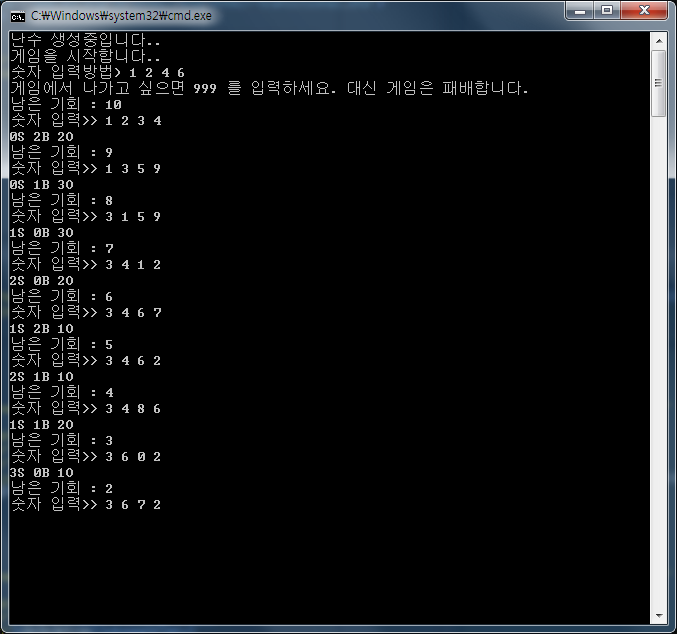 C:₩Windows₩system32₩cmd.exe
난수 생성중입니다..
게임을 시작합니다..
숫자 입력방법> 1 2 4 6
게임에서 나가고 싶으면 999 를 입력하세요. 대신 게임은 패배합니다.
남은 기회 : 10
숫자 입력>> 1 2 3 4
0S 2B 2O
남은 기회 : 9
숫자 입력>> 1 3 5 9
0S 1B 3O
남은 기회 : 8
숫자 입력>> 3 1 5 9
1S 0B 3O
남은 기회 : 7
숫자 입력>> 3 4 1 2
2S 0B 2O
남은 기회 : 6
숫자 입력>> 3 4 6 7
1S 2B 1O
남은 기회 : 5
숫자 입력>> 3 4 6 2
2S 1B 1O
남은 기회 : 4
숫자 입력>> 3 4 8 6
1S 1B 2O
남은 기회 : 3
숫자 입력>> 3 6 0 2
3S 0B 1O
남은 기회 : 2
숫자 입력>> 3 6 7 2